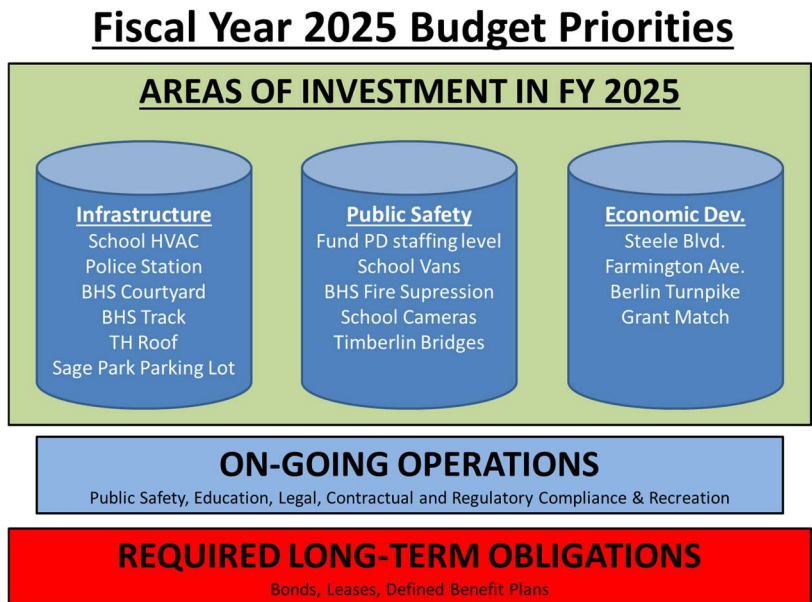 Fiscal Year 2025 Budget Priorities
AREAS OF INVESTMENT IN FY 2025
Infrastructure
School HVAC
Police Station
BHS Courtyard
BHS Track
TH Roof
Sage Park Parking Lot
Public Safety
Fund PD staffing level
School Vans
BHS Fire Supression
School Cameras
Timberlin Bridges
Economic Dev.
Steele Blvd.
Farmington Ave.
Berlin Turnpike
Grant Match
ON-GOING OPERATIONS
Public Safety, Education, Legal, Contractual and Regulatory Compliance & Recreation
REQUIRED LONG-TERM OBLIGATIONS
Bonds, Leases, Defined Benefit Plans